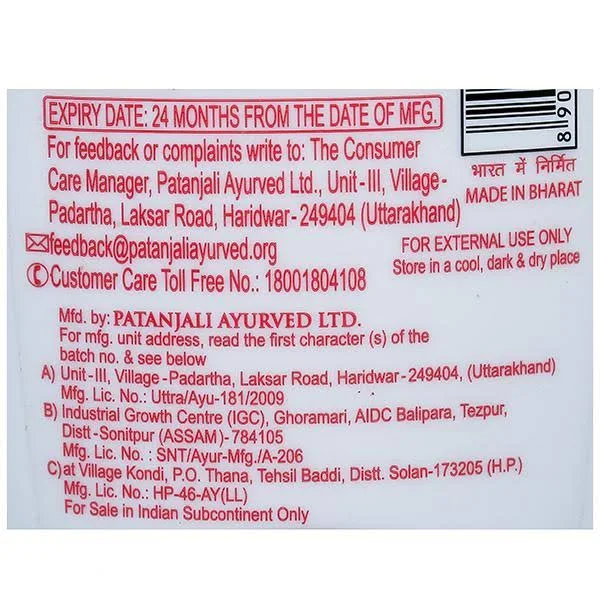 EXPIRY DATE: 24 MONTHS FROM THE DATE OF MFG.
For feedback or complaints write to: The Consumer
Care Manager, Patanjali Ayurved Ltd., Unit-III, Village-
Padartha, Laksar Road, Haridwar-249404 (Uttarakhand)
feedback@patanjaliayurved.org
Customer Care Toll Free No.: 18001804108
8190
भारत में निर्मित
MADE IN BHARAT
FOR EXTERNAL USE ONLY
Store in a cool, dark & dry place
Mfd. by: PATANJALI AYURVED LTD.
For mfg. unit address, read the first character (s) of the
batch no. & see below
A) Unit-III, Village-Padartha, Laksar Road, Haridwar-249404, (Uttarakhand)
Mfg. Lic. No.: Uttra/Ayu-181/2009
B) Industrial Growth Centre (IGC), Ghoramari, AIDC Balipara, Tezpur,
Distt-Sonitpur (ASSAM)-784105
Mfg. Lic. No. : SNT/Ayur-Mfg./A-206
C) at Village Kondi, P.O. Thana, Tehsil Baddi, Distt. Solan-173205 (H.P.)
Mfg. Lic. No.: HP-46-AY(LL)
For Sale in Indian Subcontinent Only